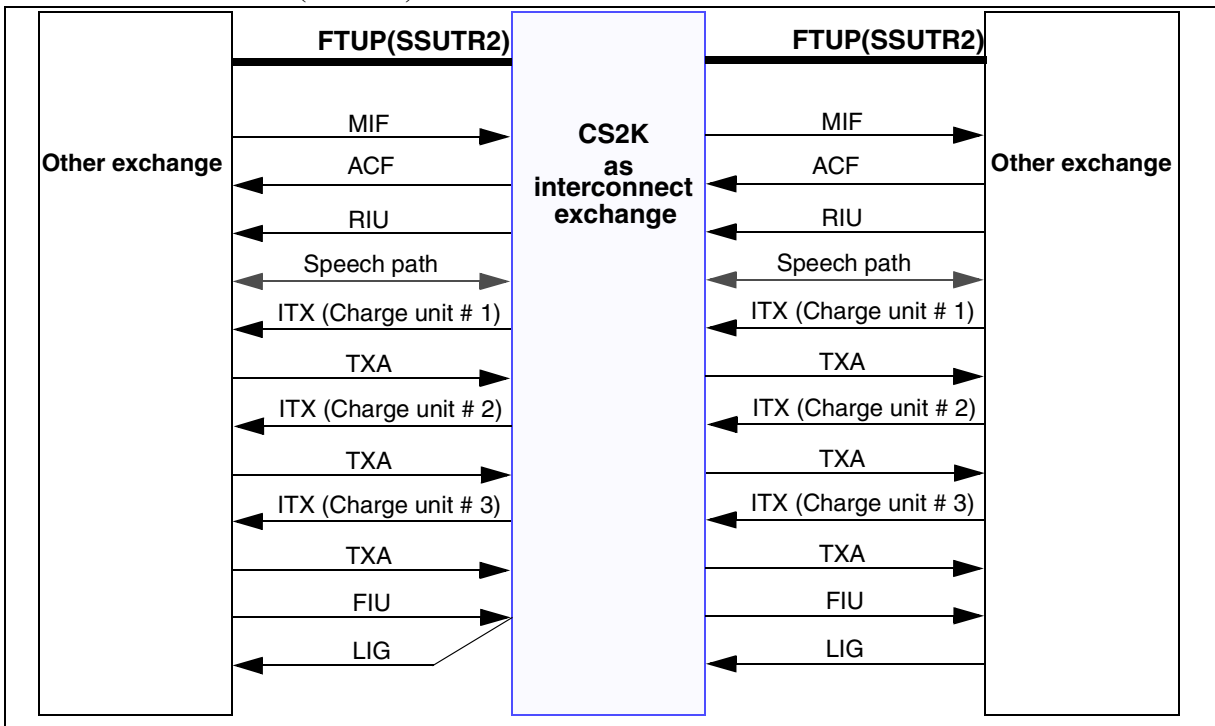 FTUP(SSUTR2) FTUP(SSUTR2)
MIF MIF
CS2K
Other exchange ACF as ACF Other exchange
interconnect
exchange
RIU RIU
Speech path Speech path
ITX (Charge unit # 1) ITX (Charge unit # 1)
TXA TXA
ITX (Charge unit # 2) ITX (Charge unit # 2)
TXA TXA
ITX (Charge unit # 3) ITX (Charge unit # 3)
TXA TXA
FIU FIU
LIG LIG